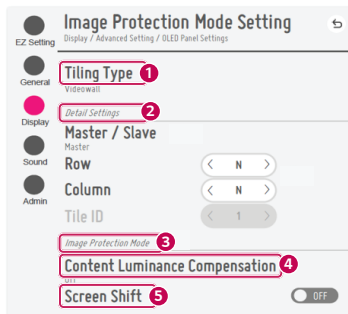 Image Protection Mode Setting
Display / Advanced Setting / OLED Panel Settings
EZ Setting
General
Display
Sound
Admin
Tiling Type 1
Videowall
Detail Settings 2
Master / Slave
Master
Row < N >
Column < N >
Tile ID < 1 >
Image Protection Mode 3
Content Luminance Compensation 4
Off
Screen Shift 5 OFF